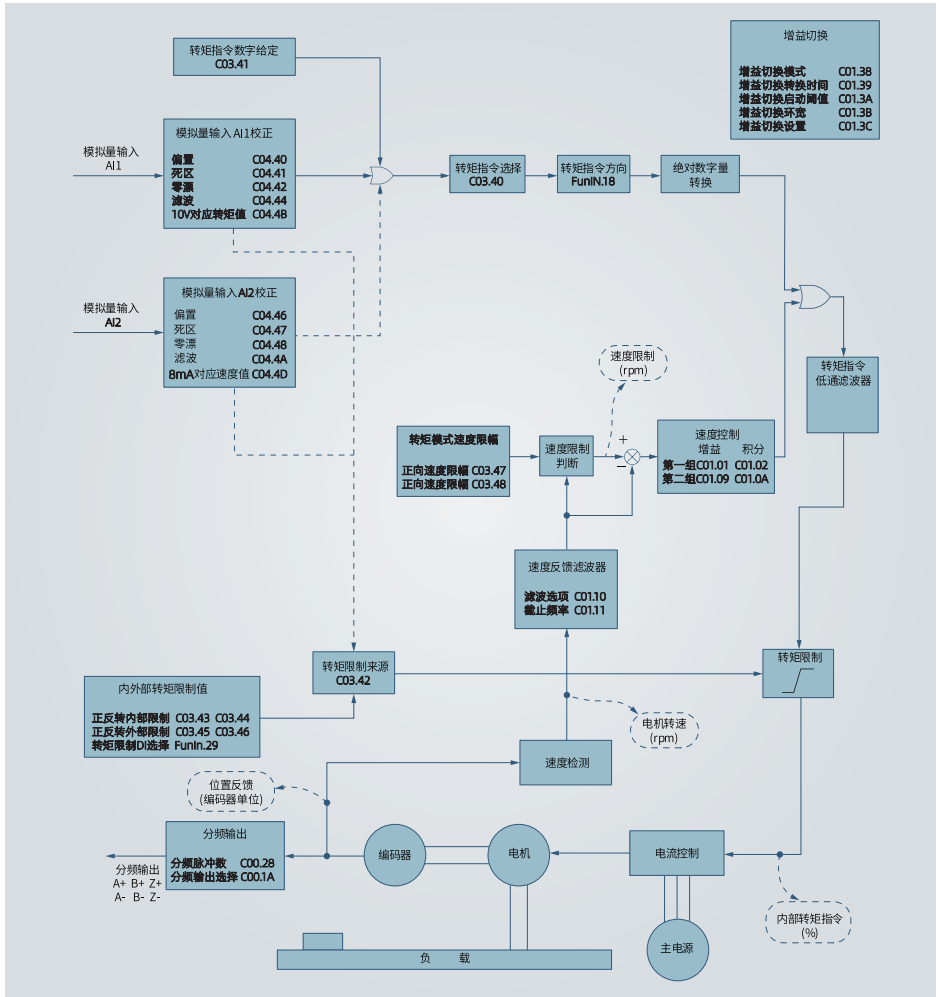 转矩指令数字给定
C03.41
增益切换
增益切换模式 C01.38
增益切换转换时间 C01.39
增益切换启动阈值 C01.3A
增益切换环宽 C01.3B
增益切换设置 C01.3C
模拟量输入
AI1
模拟量输入AI1校正
偏置 C04.40
死区 C04.41
零漂 C04.42
滤波 C04.44
10V对应转矩值 C04.4B
转矩指令选择
C03.40
转矩指令方向
FunIN.18
绝对数字量
转换
模拟量输入
AI2
模拟量输入AI2校正
偏置 C04.46
死区 C04.47
零漂 C04.48
滤波 C04.4A
8mA对应速度值 C04.4D
转矩指令
低通滤波器
速度限制
(rpm)
转矩模式速度限幅
正向速度限幅 C03.47
正向速度限幅 C03.48
速度限制
判断
+
−
速度控制
增益 积分
第一组C01.01 C01.02
第二组C01.09 C01.0A
速度反馈滤波器
滤波选项 C01.10
截止频率 C01.11
转矩限制来源
C03.42
转矩限制
内外部转矩限制值
正反转内部限制 C03.43 C03.44
正反转外部限制 C03.45 C03.46
转矩限制DI选择 FunIn.29
电机转速
(rpm)
速度检测
位置反馈
(编码器单位)
分频输出
分频脉冲数 C00.28
分频输出选择 C00.1A
分频输出
A+ B+ Z+
A- B- Z-
编码器
电机
电流控制
内部转矩指令
(%)
主电源
负 载